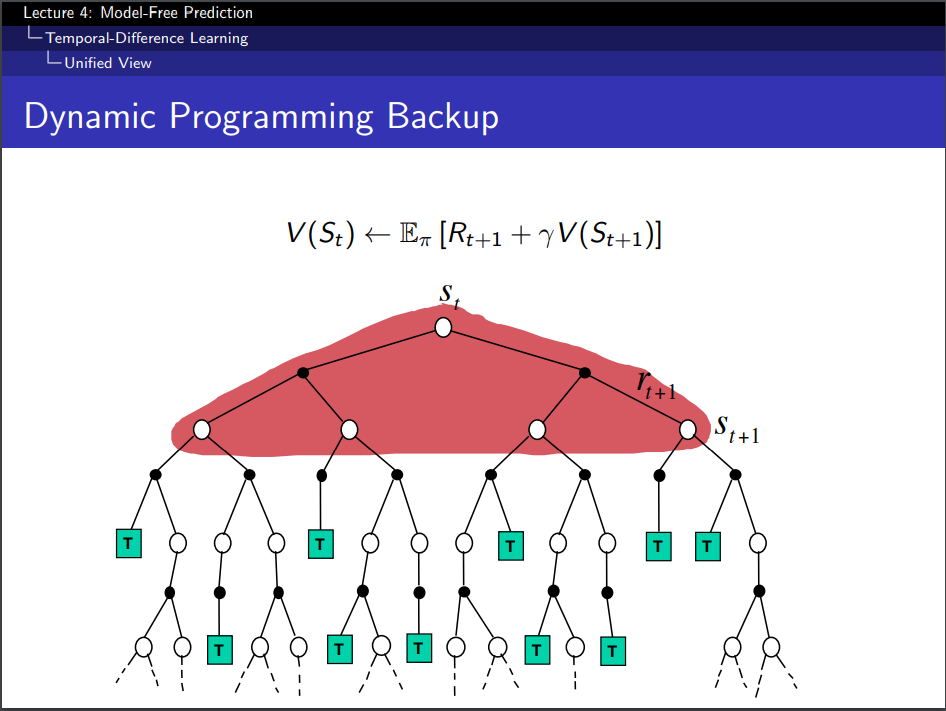 Lecture 4: Model-Free Prediction
Temporal-Difference Learning
Unified View
Dynamic Programming Backup
V(S_t) ← 𝔼_π [R_{t+1} + γV(S_{t+1})]
s_t
r_{t+1}
s_{t+1}
T T T T T
T T T T T